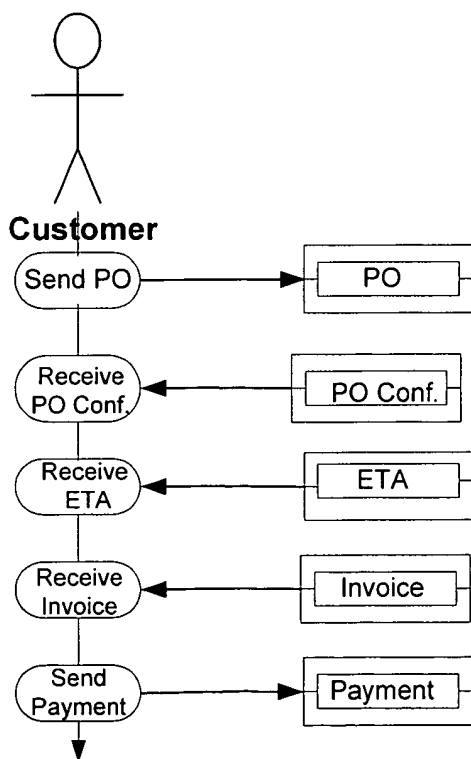 Customer
Send PO
PO
Receive
PO Conf.
PO Conf.
Receive
ETA
ETA
Receive
Invoice
Invoice
Send
Payment
Payment